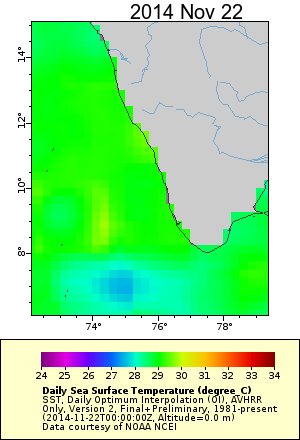 2014 Nov 22
14°
12°
10°
8°
74° 76° 78°
24 25 26 27 28 29 30 31 32 33 34
Daily Sea Surface Temperature (degree_C)
SST, Daily Optimum Interpolation (OI), AVHRR
Only, Version 2, Final+Preliminary, 1981-present
(2014-11-22T00:00:00Z, Altitude=0.0 m)
Data courtesy of NOAA NCEI